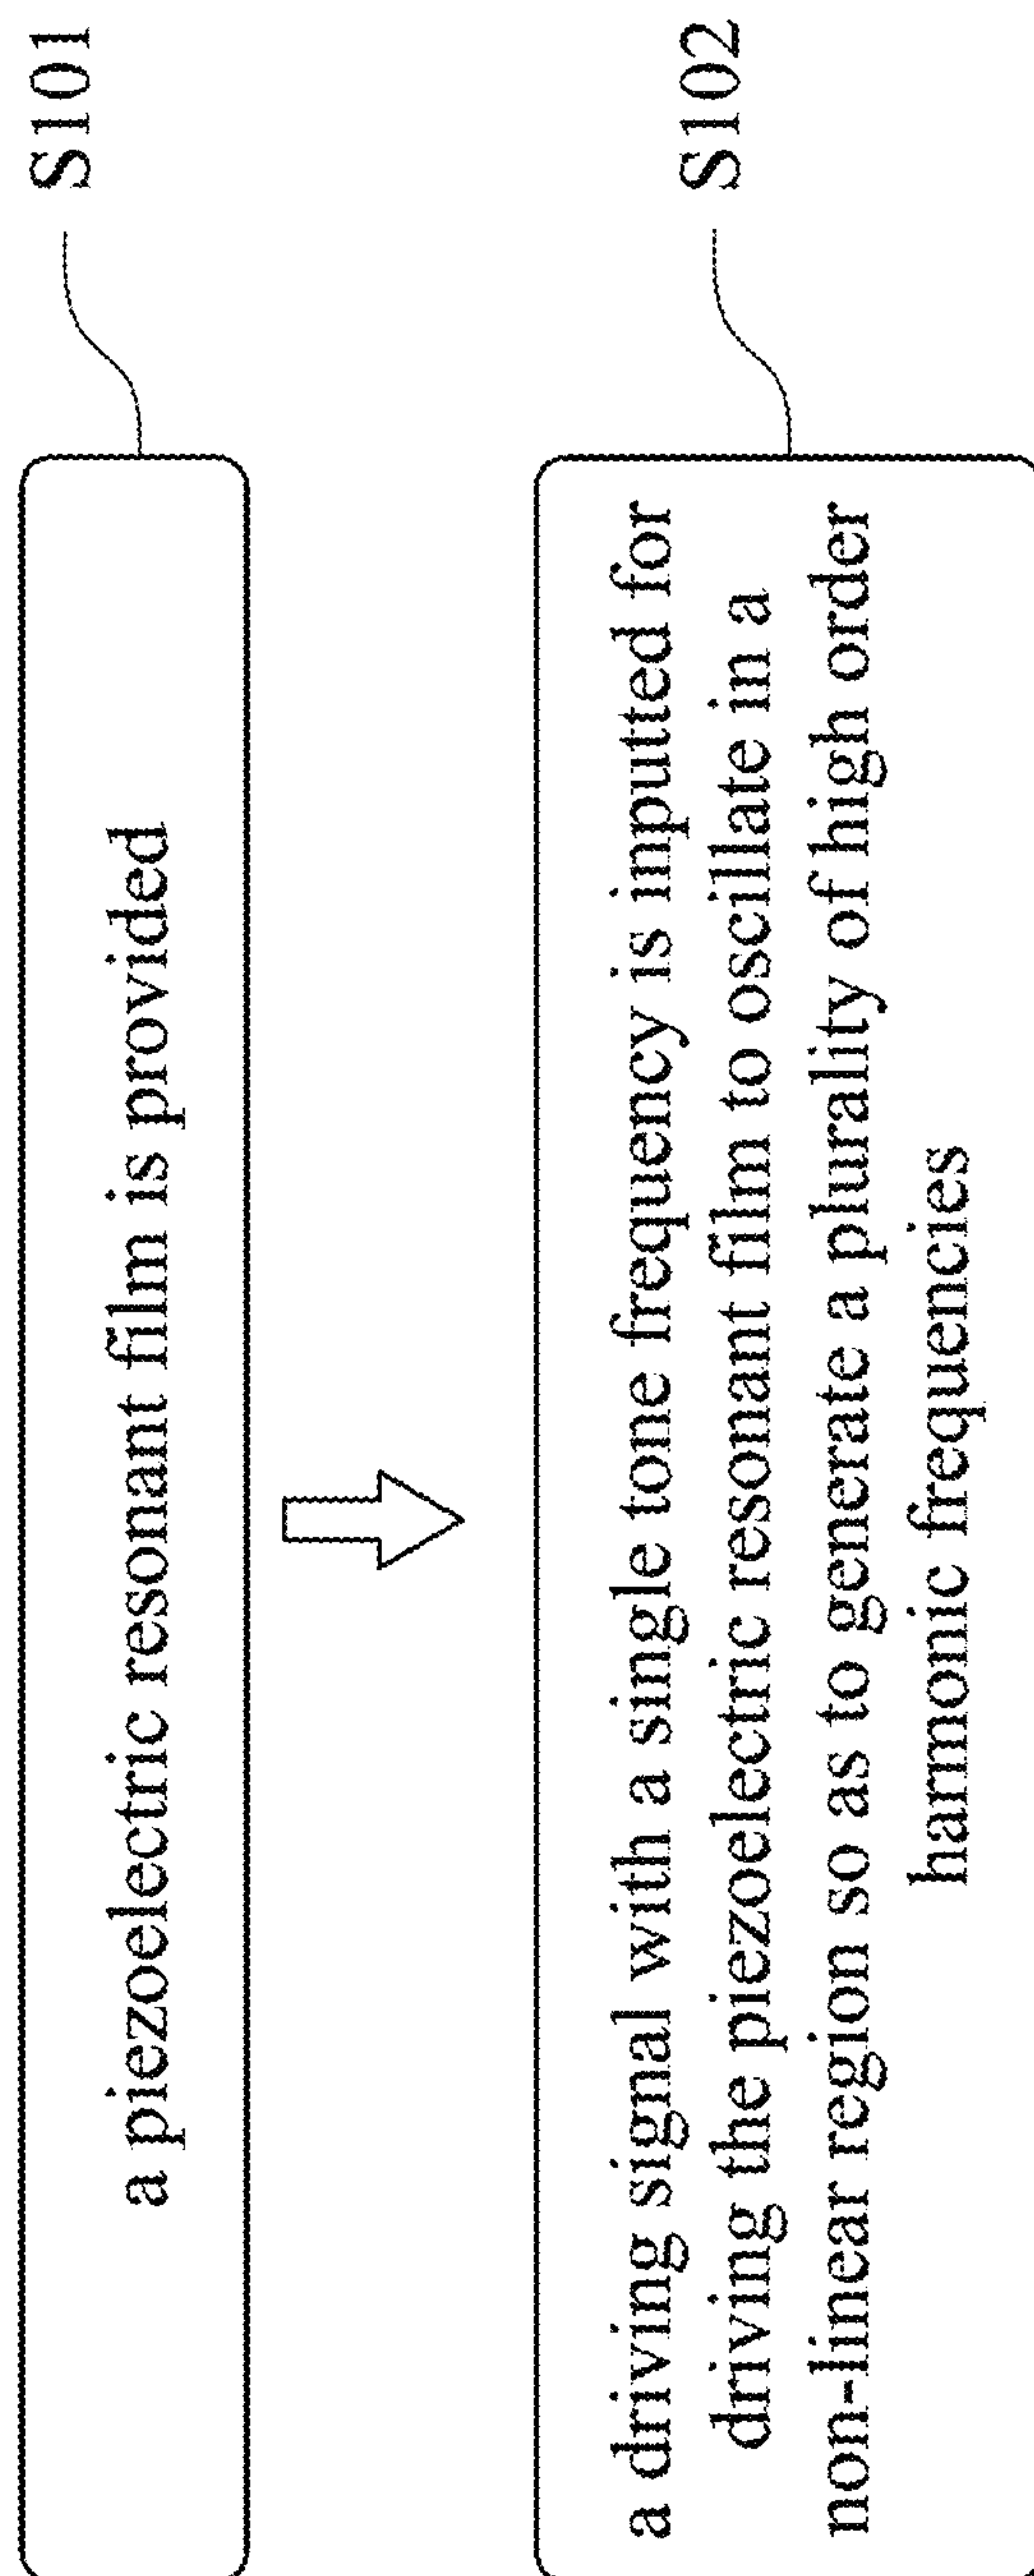 S101
a piezoelectric resonant film is provided
S102
a driving signal with a single tone frequency is inputted for
driving the piezoelectric resonant film to oscillate in a
non-linear region so as to generate a plurality of high order
harmonic frequencies